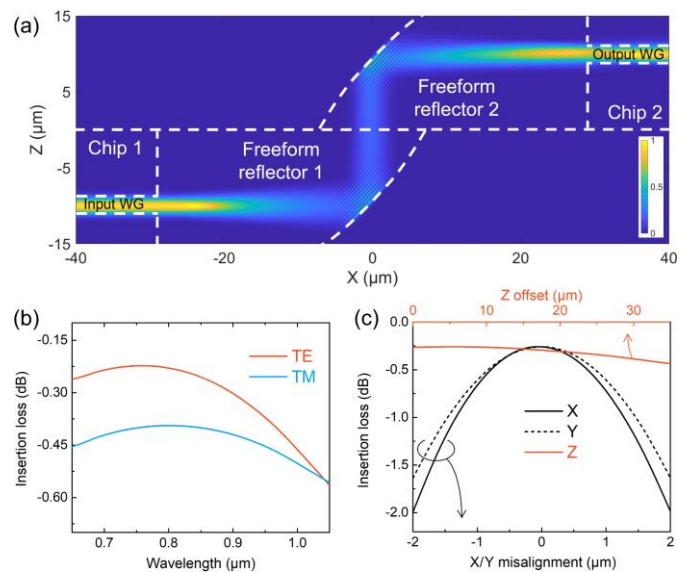 (a)
15
5
-5
-15
Z (μm)
Chip 1
Freeform
reflector 1
Input WG
Output WG
Freeform
reflector 2
Chip 2
1
0.5
0
-40
-20
0
20
40
X (μm)
(b)
-0.15
-0.30
-0.45
-0.60
Insertion loss (dB)
TE
TM
0.7
0.8
0.9
1.0
Wavelength (μm)
(c)
Z offset (μm)
0
10
20
30
0.0
-0.5
-1.0
-1.5
-2.0
Insertion loss (dB)
X
Y
Z
-2
-1
0
1
2
X/Y misalignment (μm)